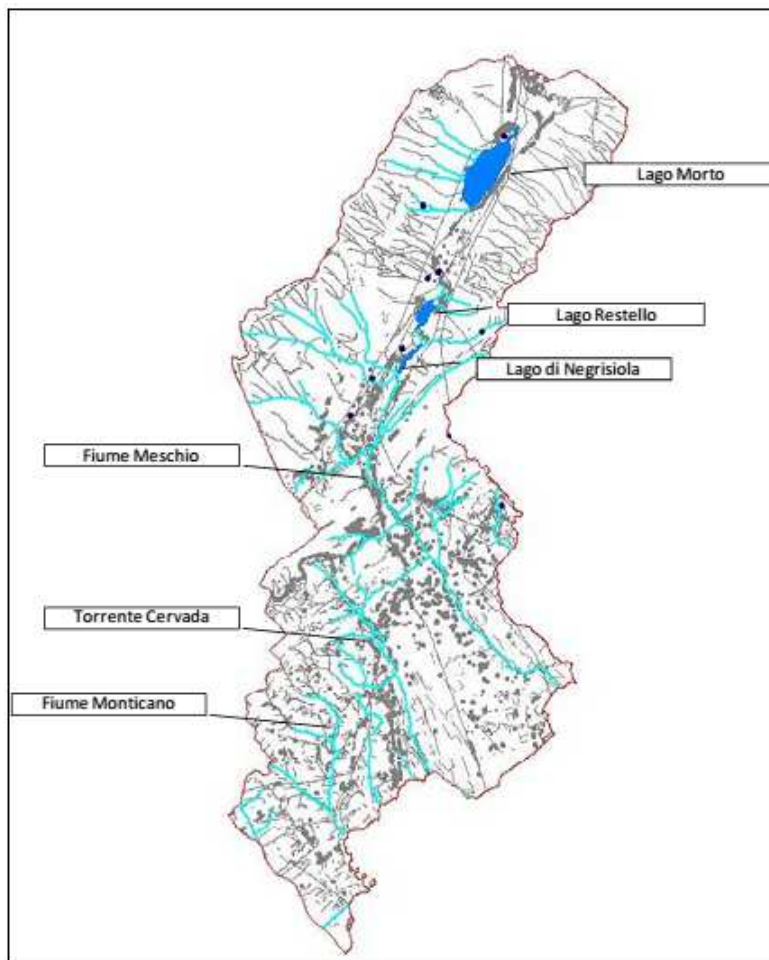 Lago Morto
Lago Restello
Lago di Negrisiola
Fiume Meschio
Torrente Cervada
Fiume Monticano